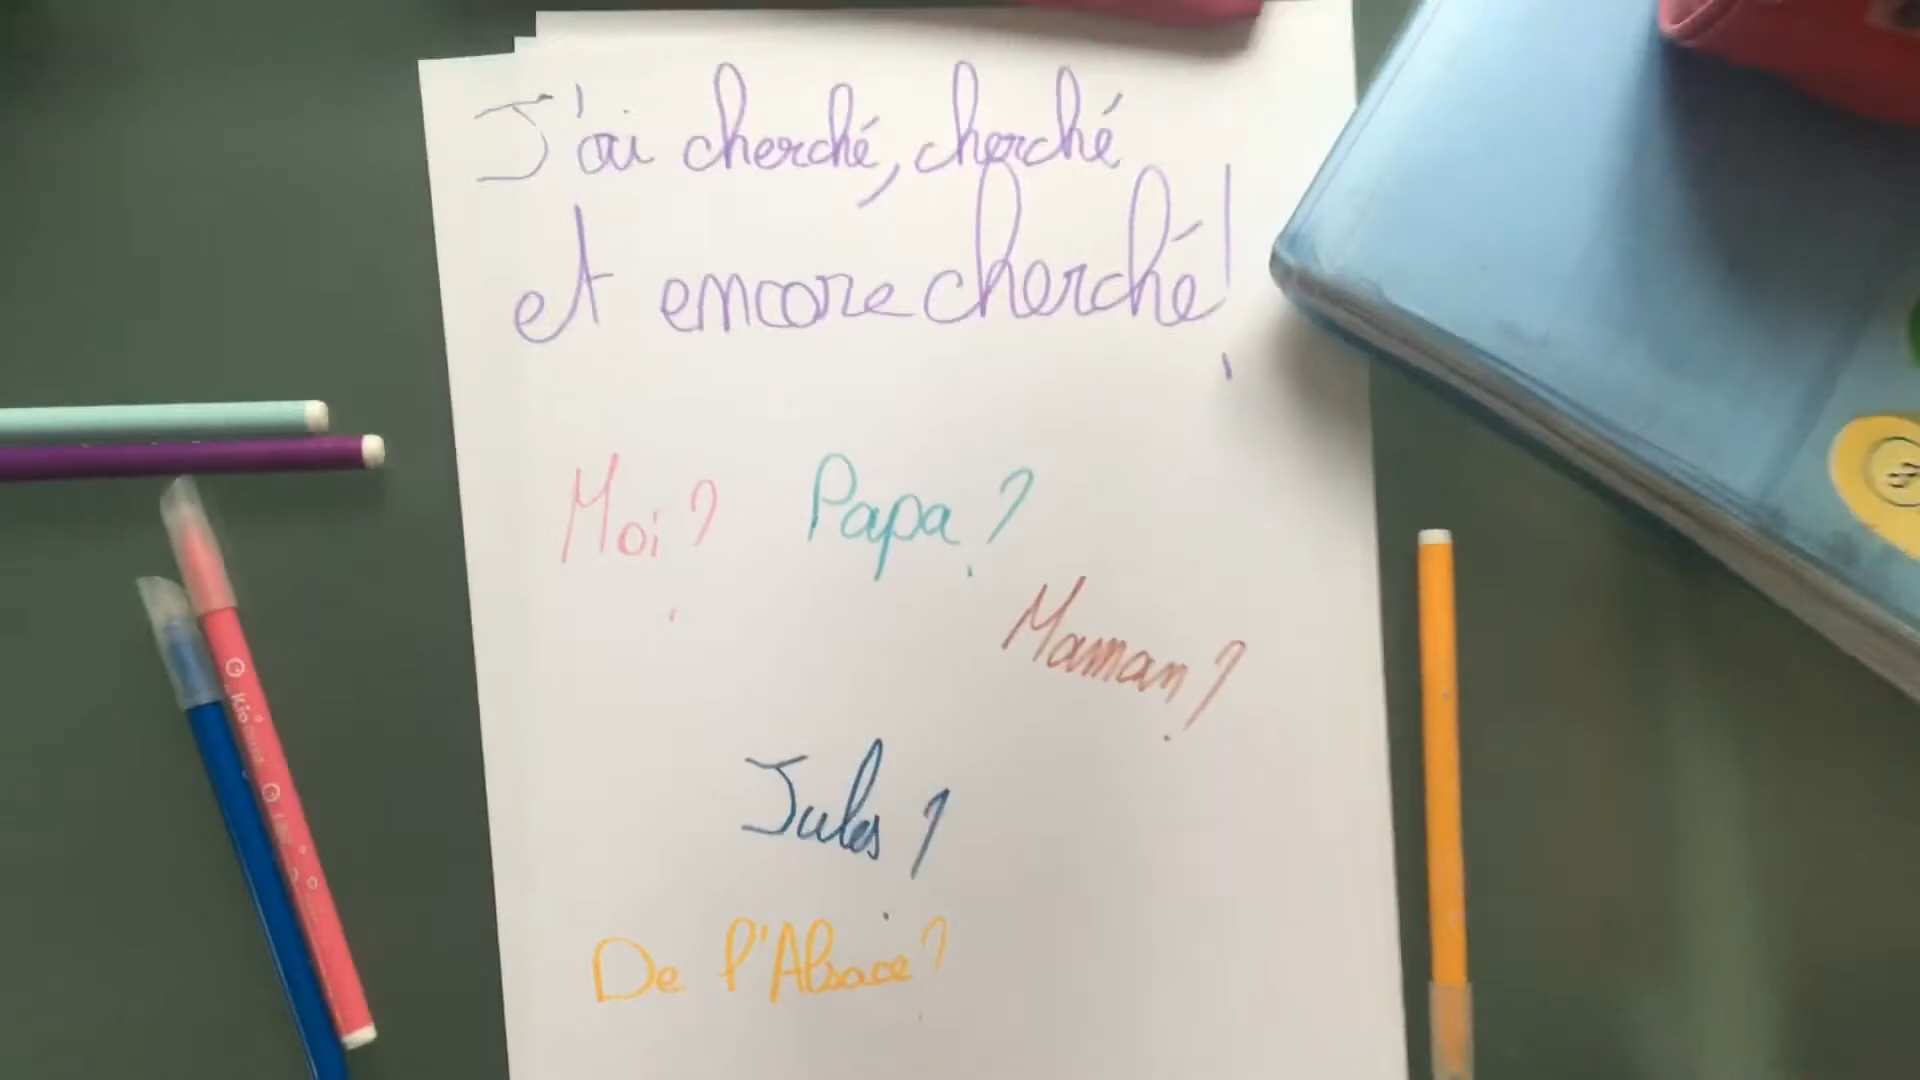 J'ai cherché, cherché
et encore cherché!
Moi? Papa?
Maman?
Jules?
De l'Alsace?